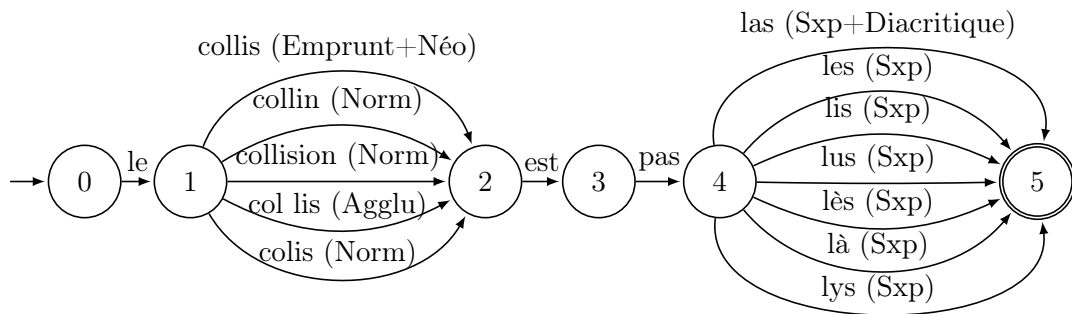 las (Sxp+Diacritique)
collis (Emprunt+Néo)
les (Sxp)
collin (Norm)
lis (Sxp)
collision (Norm)
lus (Sxp)
0 le 1 2 est 3 pas 4 5
col lis (Agglu)
lès (Sxp)
colis (Norm)
là (Sxp)
lys (Sxp)